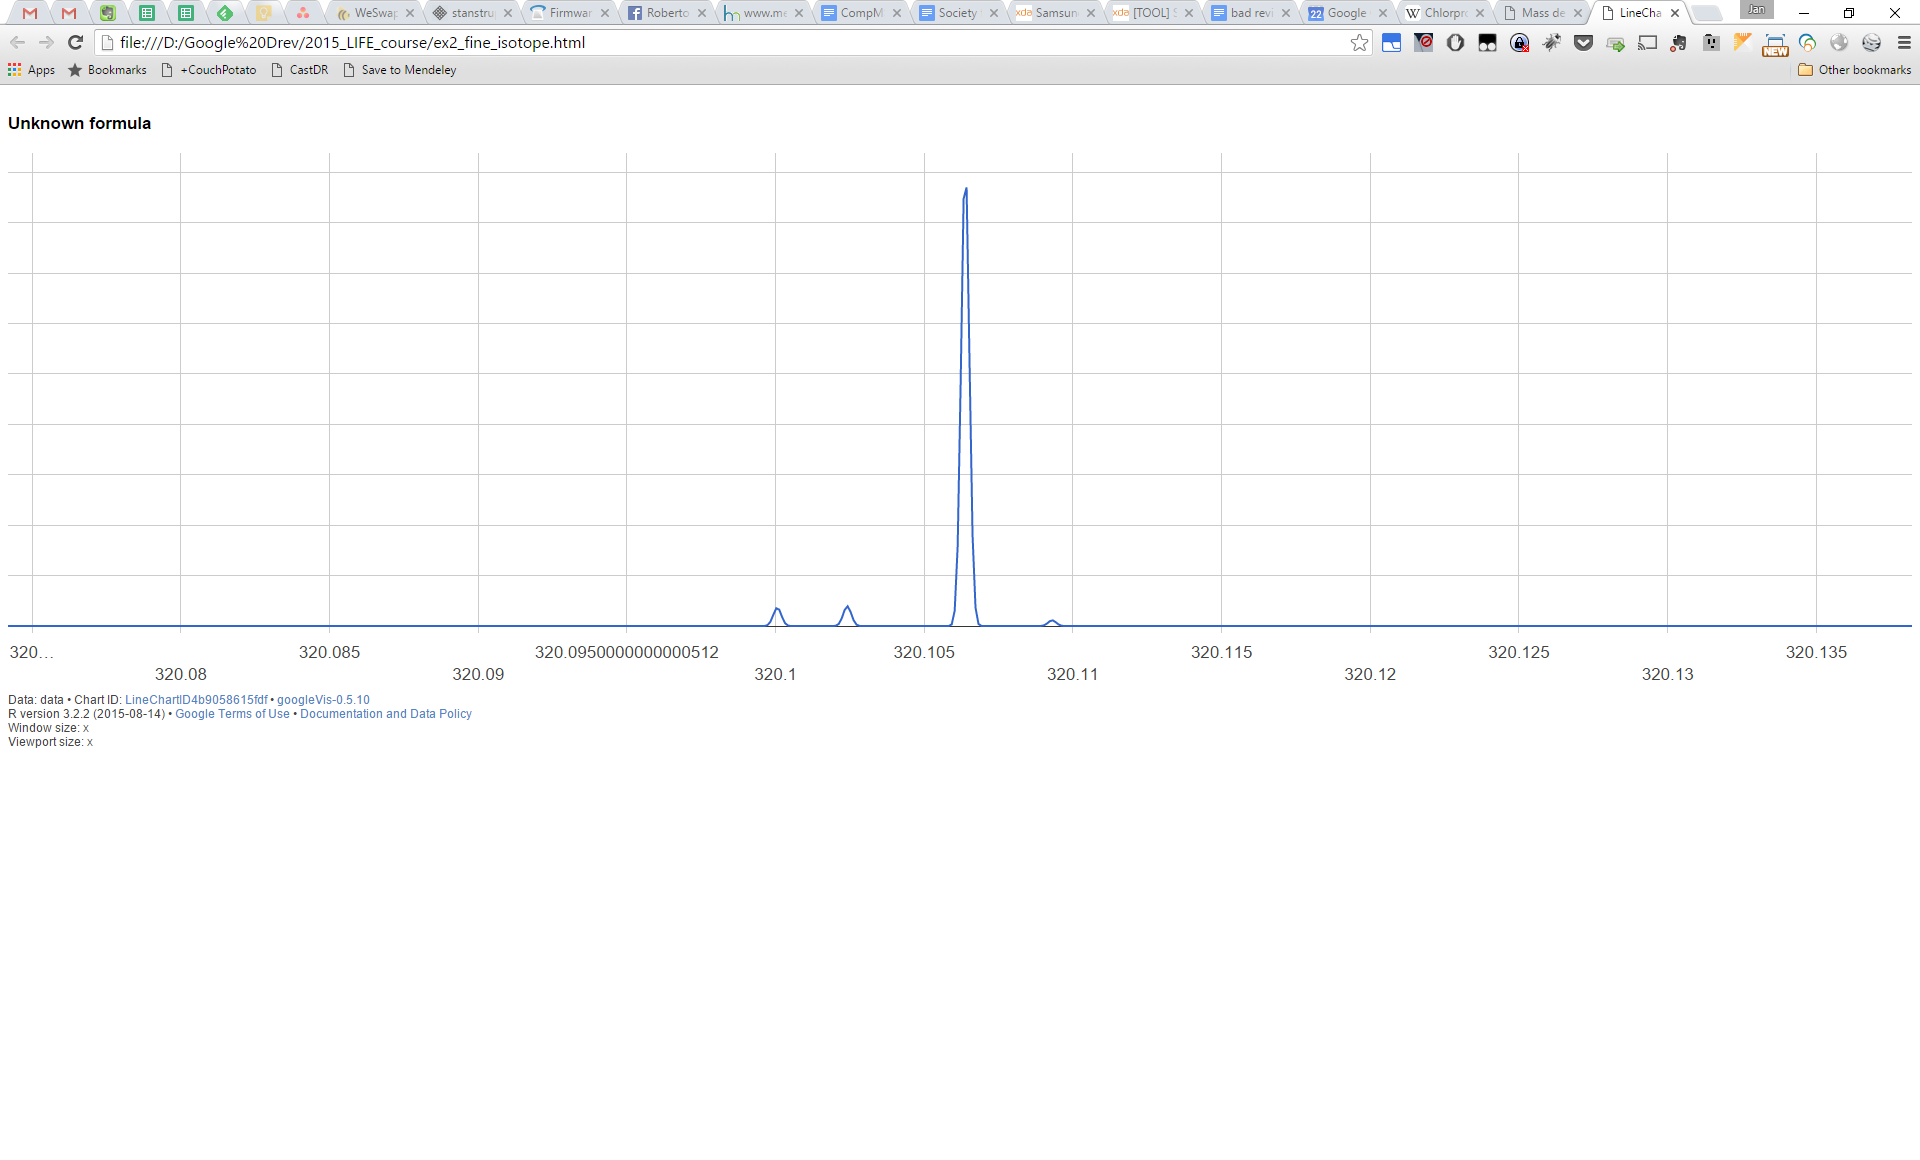 WeSwap stanstru Firmwar Roberto www.me CompM Society Samsun [TOOL] S bad revi Google Chlorpro Mass de LineCha Jan
file:///D:/Google%20Drev/2015_LIFE_course/ex2_fine_isotope.html
NEW
Apps Bookmarks +CouchPotato CastDR Save to Mendeley Other bookmarks
Unknown formula
320... 320.085 320.0950000000000512 320.105 320.115 320.125 320.135
320.08 320.09 320.1 320.11 320.12 320.13
Data: data • Chart ID: LineChartID4b9058615fdf • googleVis-0.5.10
R version 3.2.2 (2015-08-14) • Google Terms of Use • Documentation and Data Policy
Window size: x
Viewport size: x